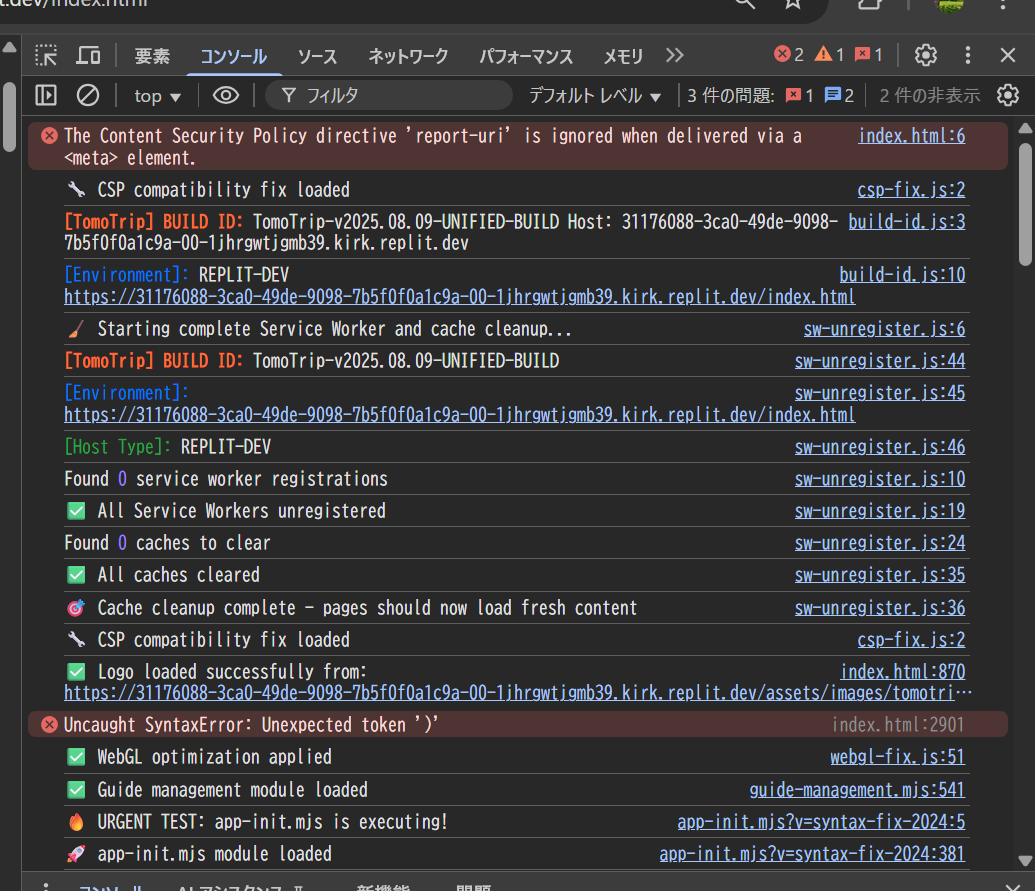 t.dev/index.html
要素 コンソール ソース ネットワーク パフォーマンス メモリ 2 1 1
top フィルタ デフォルト レベル 3 件の問題: 1 2 2 件の非表示
The Content Security Policy directive 'report-uri' is ignored when delivered via a index.html:6
<meta> element.
🔧 CSP compatibility fix loaded csp-fix.js:2
[TomoTrip] BUILD ID: TomoTrip-v2025.08.09-UNIFIED-BUILD Host: 31176088-3ca0-49de-9098- build-id.js:3
7b5f0f0a1c9a-00-1jhrgwtjgmb39.kirk.replit.dev
[Environment]: REPLIT-DEV build-id.js:10
https://31176088-3ca0-49de-9098-7b5f0f0a1c9a-00-1jhrgwtjgmb39.kirk.replit.dev/index.html
🧹 Starting complete Service Worker and cache cleanup... sw-unregister.js:6
[TomoTrip] BUILD ID: TomoTrip-v2025.08.09-UNIFIED-BUILD sw-unregister.js:44
[Environment]: sw-unregister.js:45
https://31176088-3ca0-49de-9098-7b5f0f0a1c9a-00-1jhrgwtjgmb39.kirk.replit.dev/index.html
[Host Type]: REPLIT-DEV sw-unregister.js:46
Found 0 service worker registrations sw-unregister.js:10
✅ All Service Workers unregistered sw-unregister.js:19
Found 0 caches to clear sw-unregister.js:24
✅ All caches cleared sw-unregister.js:35
🎯 Cache cleanup complete - pages should now load fresh content sw-unregister.js:36
🔧 CSP compatibility fix loaded csp-fix.js:2
✅ Logo loaded successfully from: index.html:870
https://31176088-3ca0-49de-9098-7b5f0f0a1c9a-00-1jhrgwtjgmb39.kirk.replit.dev/assets/images/tomotri…
Uncaught SyntaxError: Unexpected token ')' index.html:2901
✅ WebGL optimization applied webgl-fix.js:51
✅ Guide management module loaded guide-management.mjs:541
🔥 URGENT TEST: app-init.mjs is executing! app-init.mjs?v=syntax-fix-2024:5
🚀 app-init.mjs module loaded app-init.mjs?v=syntax-fix-2024:381
コンソール AI アシスタンス 新機能 問題